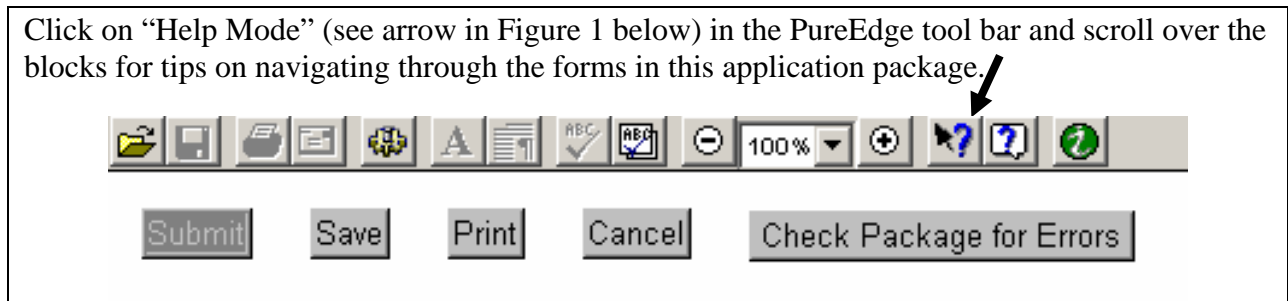 Click on “Help Mode” (see arrow in Figure 1 below) in the PureEdge tool bar and scroll over the
blocks for tips on navigating through the forms in this application package.
A ABC ABC 100% ? ? i
Submit Save Print Cancel Check Package for Errors